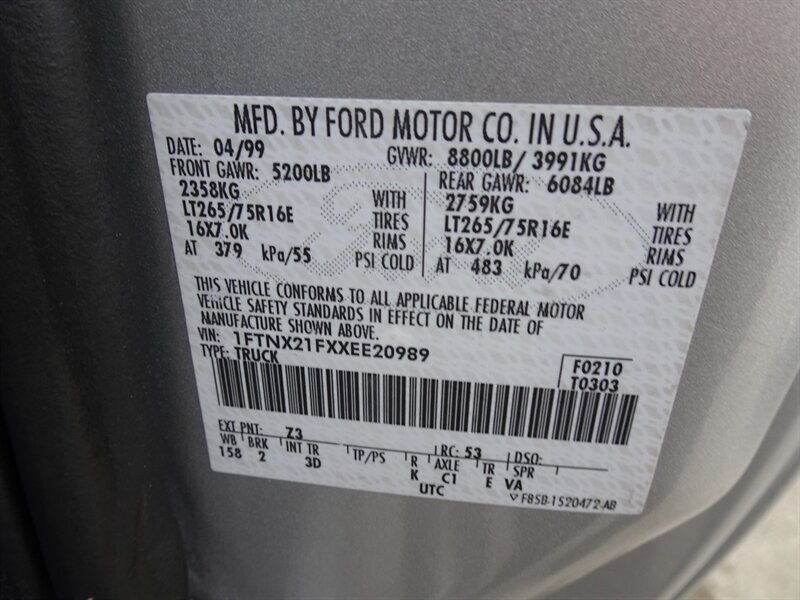 MFD. BY FORD MOTOR CO. IN U.S.A.
DATE: 04/99 GVWR: 8800LB/ 3991KG
FRONT GAWR: 5200LB REAR GAWR: 6084LB
2358KG WITH 2759KG WITH
LT265/75R16E TIRES LT265/75R16E TIRES
16X7.0K RIMS 16X7.0K RIMS
AT 379 kPa/55 PSI COLD AT 483 kPa/70 PSI COLD
THIS VEHICLE CONFORMS TO ALL APPLICABLE FEDERAL MOTOR
VEHICLE SAFETY STANDARDS IN EFFECT ON THE DATE OF
MANUFACTURE SHOWN ABOVE.
VIN: 1FTNX21FXXEE20989
TYPE: TRUCK
F0210
T0303
EXT PNT: Z3 RC: 53 DSO:
WB BRK INT TR TP/PS R AXLE TR SPR
158 2 3D K C1 E VA
UTC
F85B-1520472-AB